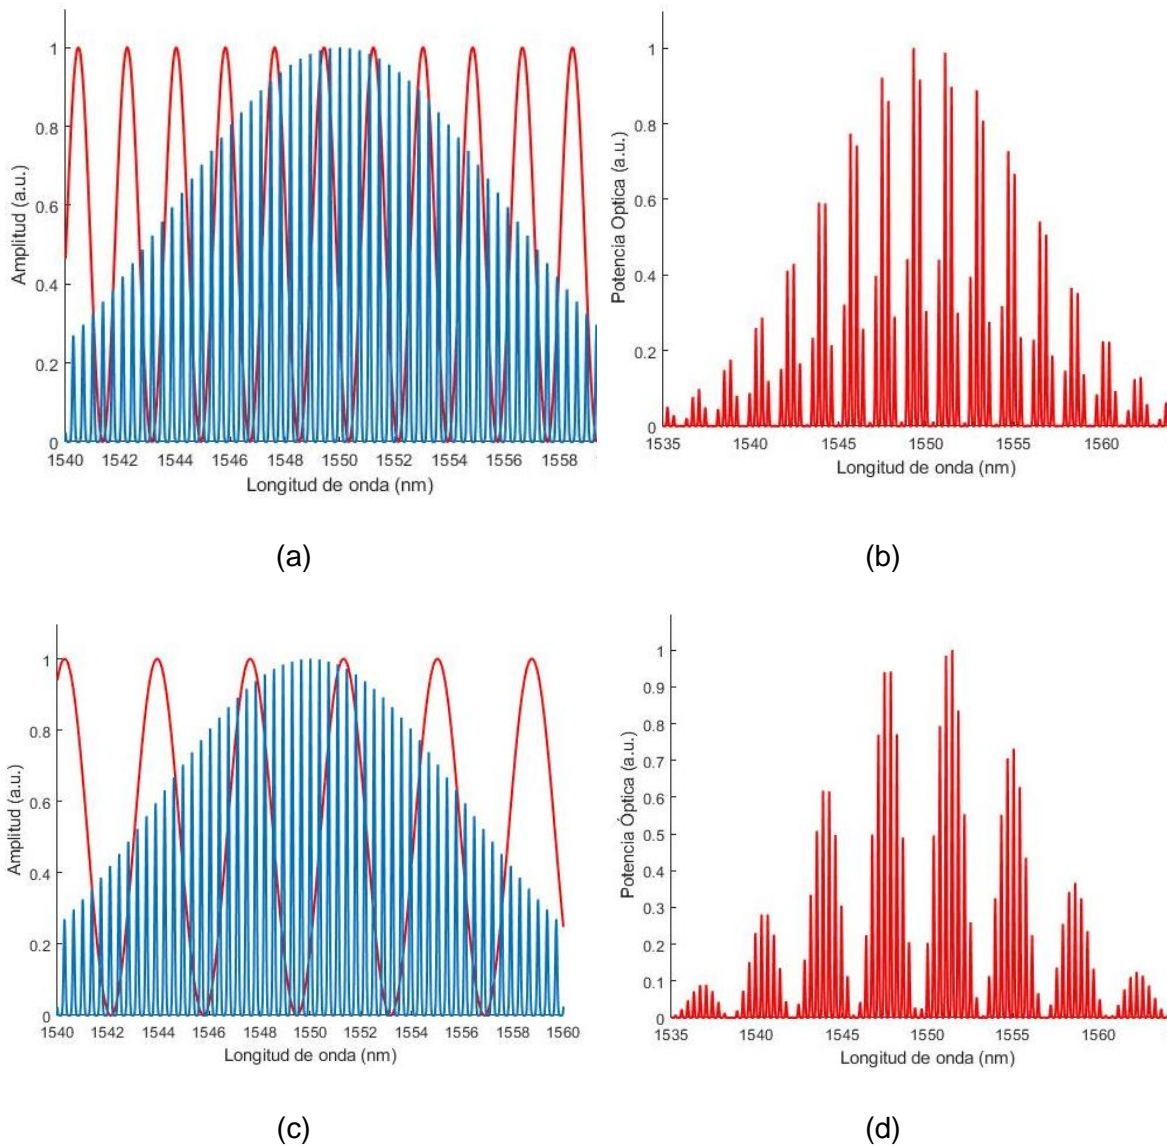 Amplitud (a.u.)
1
0.8
0.6
0.4
0.2
0
1540 1542 1544 1546 1548 1550 1552 1554 1556 1558
Longitud de onda (nm)
(a)
Potencia Optica (a.u.)
1
0.8
0.6
0.4
0.2
0
1535 1540 1545 1550 1555 1560
Longitud de onda (nm)
(b)
Amplitud (a.u.)
1
0.8
0.6
0.4
0.2
0
1540 1542 1544 1546 1548 1550 1552 1554 1556 1558 1560
Longitud de onda (nm)
(c)
Potencia Óptica (a.u.)
1
0.9
0.8
0.7
0.6
0.5
0.4
0.3
0.2
0.1
0
1535 1540 1545 1550 1555 1560
Longitud de onda (nm)
(d)